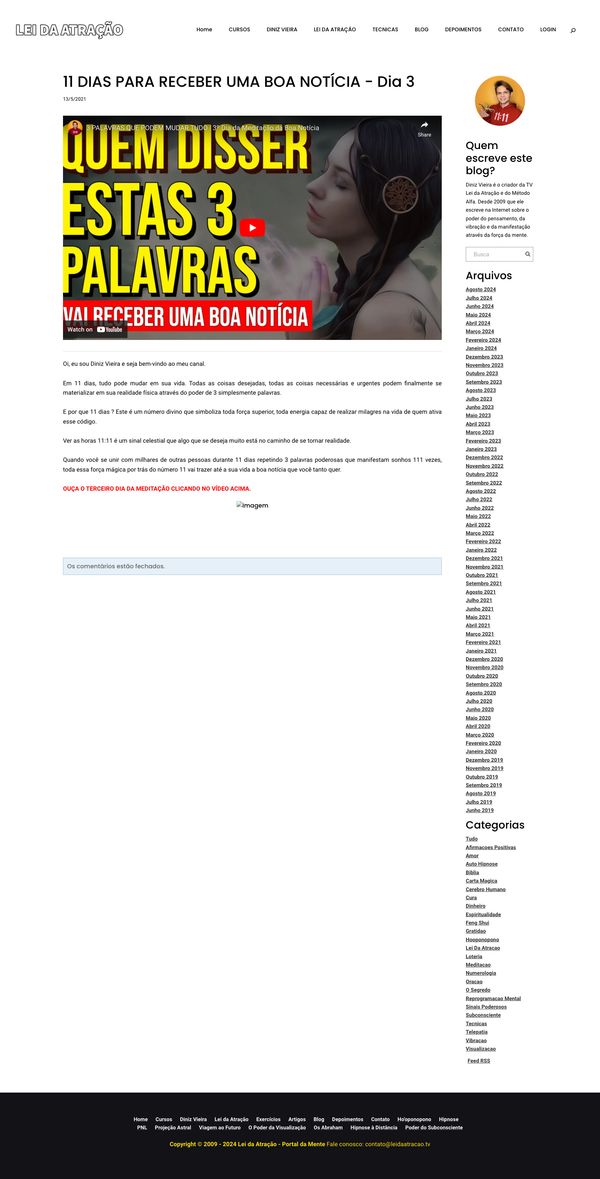 LEI DA ATRAÇÃO
Home CURSOS DINIZ VIEIRA LEI DA ATRAÇÃO TECNICAS BLOG DEPOIMENTOS CONTATO LOGIN
11 DIAS PARA RECEBER UMA BOA NOTÍCIA - Dia 3
13/5/2021
3 PALAVRAS QUE PODEM MUDAR TUDO | 3º Dia da Meditação da Boa Notícia
Share
QUEM DISSER
ESTAS 3
PALAVRAS
VAI RECEBER UMA BOA NOTÍCIA
Watch on YouTube
Oi, eu sou Diniz Vieira e seja bem-vindo ao meu canal.
Em 11 dias, tudo pode mudar em sua vida. Todas as coisas desejadas, todas as coisas necessárias e urgentes podem finalmente se
materializar em sua realidade física através do poder de 3 simplesmente palavras.
E por que 11 dias ? Este é um número divino que simboliza toda força superior, toda energia capaz de realizar milagres na vida de quem ativa
esse código.
Ver as horas 11:11 é um sinal celestial que algo que se deseja muito está no caminho de se tornar realidade.
Quando você se unir com milhares de outras pessoas durante 11 dias repetindo 3 palavras poderosas que manifestam sonhos 111 vezes,
toda essa força mágica por trás do número 11 vai trazer até a sua vida a boa notícia que você tanto quer.
OUÇA O TERCEIRO DIA DA MEDITAÇÃO CLICANDO NO VÍDEO ACIMA.
Imagem
Os comentários estão fechados.
11:11
Quem
escreve este
blog?
Diniz Vieira é o criador da TV
Lei da Atração e do Método
Alfa. Desde 2009 que ele
escreve na Internet sobre o
poder do pensamento, da
vibração e da manifestação
através da força da mente.
Busca
Arquivos
Agosto 2024
Julho 2024
Junho 2024
Maio 2024
Abril 2024
Março 2024
Fevereiro 2024
Janeiro 2024
Dezembro 2023
Novembro 2023
Outubro 2023
Setembro 2023
Agosto 2023
Julho 2023
Junho 2023
Maio 2023
Abril 2023
Março 2023
Fevereiro 2023
Janeiro 2023
Dezembro 2022
Novembro 2022
Outubro 2022
Setembro 2022
Agosto 2022
Julho 2022
Junho 2022
Maio 2022
Abril 2022
Março 2022
Fevereiro 2022
Janeiro 2022
Dezembro 2021
Novembro 2021
Outubro 2021
Setembro 2021
Agosto 2021
Julho 2021
Junho 2021
Maio 2021
Abril 2021
Março 2021
Fevereiro 2021
Janeiro 2021
Dezembro 2020
Novembro 2020
Outubro 2020
Setembro 2020
Agosto 2020
Julho 2020
Junho 2020
Maio 2020
Abril 2020
Março 2020
Fevereiro 2020
Janeiro 2020
Dezembro 2019
Novembro 2019
Outubro 2019
Setembro 2019
Agosto 2019
Julho 2019
Junho 2019
Categorias
Tudo
Afirmacoes Positivas
Amor
Auto Hipnose
Biblia
Carta Magica
Cerebro Humano
Cura
Dinheiro
Espiritualidade
Feng Shui
Gratidao
Hooponopono
Lei Da Atracao
Loteria
Meditacao
Numerologia
Oracao
O Segredo
Reprogramacao Mental
Sinais Poderosos
Subconsciente
Tecnicas
Telepatia
Vibracao
Visualizacao
Feed RSS
Home Cursos Diniz Vieira Lei da Atração Exercícios Artigos Blog Depoimentos Contato Ho'oponopono Hipnose
PNL Projeção Astral Viagem ao Futuro O Poder da Visualização Os Abraham Hipnose à Distância Poder do Subconsciente
Copyright © 2009 - 2024 Lei da Atração - Portal da Mente Fale conosco: contato@leidaatracao.tv